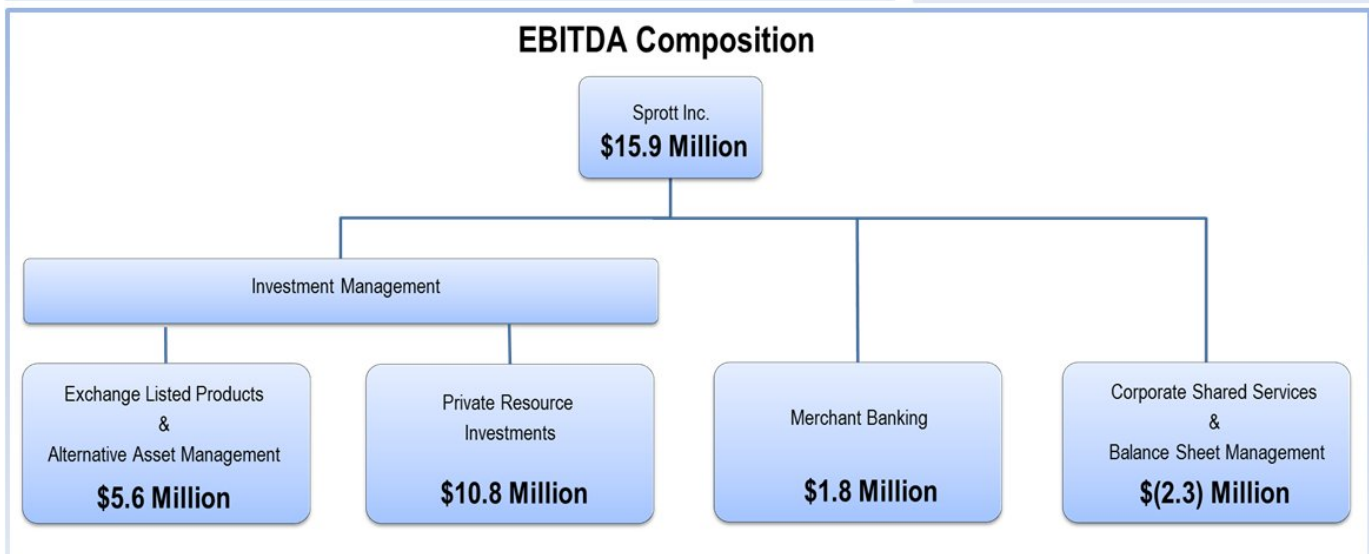 EBITDA Composition
Sprott Inc.
$15.9 Million
Investment Management
Exchange Listed Products
&
Alternative Asset Management
$5.6 Million
Private Resource
Investments
$10.8 Million
Merchant Banking
$1.8 Million
Corporate Shared Services
&
Balance Sheet Management
$(2.3) Million